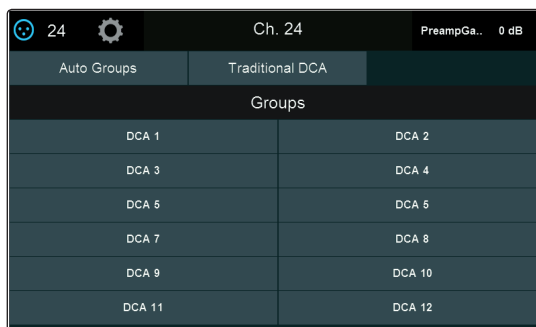 24 Ch. 24 PreampGa.. 0 dB
Auto Groups Traditional DCA
Groups
DCA 1 DCA 2
DCA 3 DCA 4
DCA 5 DCA 5
DCA 7 DCA 8
DCA 9 DCA 10
DCA 11 DCA 12